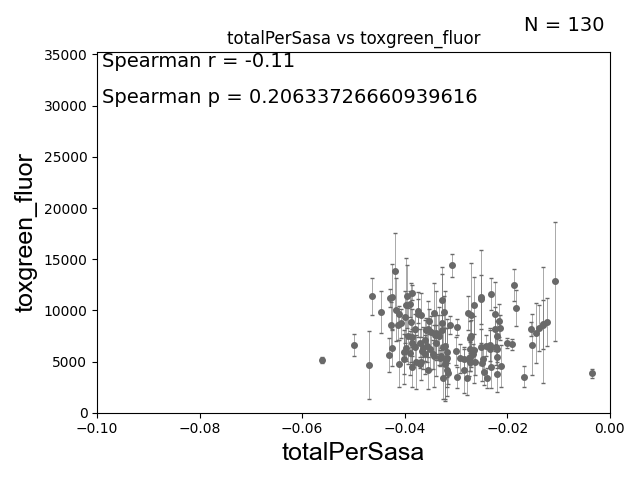 N = 130
totalPerSasa vs toxgreen_fluor
Spearman r = -0.11
Spearman p = 0.20633726660939616
toxgreen_fluor
35000
30000
25000
20000
15000
10000
5000
0
−0.10 −0.08 −0.06 −0.04 −0.02 0.00
totalPerSasa